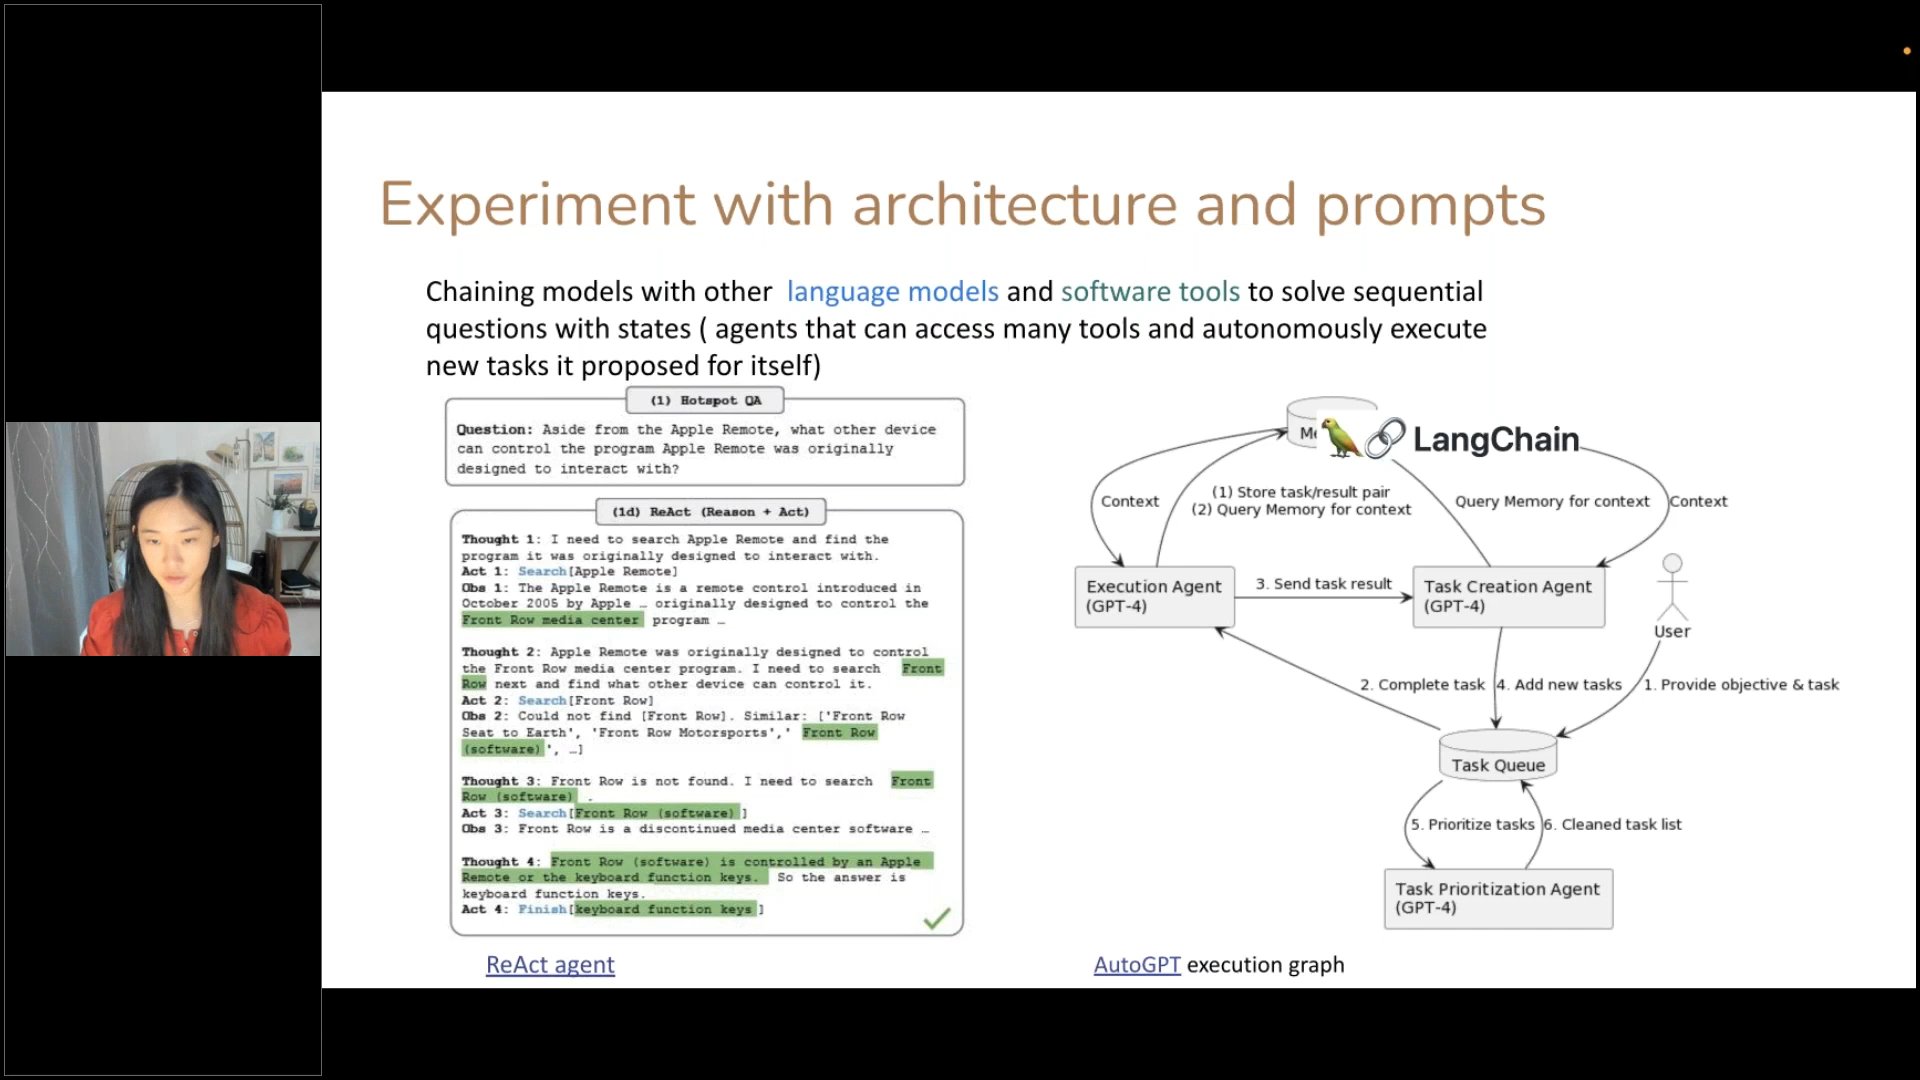 Experiment with architecture and prompts
Chaining models with other language models and software tools to solve sequential
questions with states ( agents that can access many tools and autonomously execute
new tasks it proposed for itself)
(1) Hotspot QA
Question: Aside from the Apple Remote, what other device
can control the program Apple Remote was originally
designed to interact with?
(1d) ReAct (Reason + Act)
Thought 1: I need to search Apple Remote and find the
program it was originally designed to interact with.
Act 1: Search[Apple Remote]
Obs 1: The Apple Remote is a remote control introduced in
October 2005 by Apple … originally designed to control the
Front Row media center program …
Thought 2: Apple Remote was originally designed to control
the Front Row media center program. I need to search Front
Row next and find what other device can control it.
Act 2: Search[Front Row]
Obs 2: Could not find [Front Row]. Similar: ['Front Row
Seat to Earth', 'Front Row Motorsports',' Front Row
(software)', …]
Thought 3: Front Row is not found. I need to search Front
Row (software) .
Act 3: Search[Front Row (software)]
Obs 3: Front Row is a discontinued media center software …
Thought 4: Front Row (software) is controlled by an Apple
Remote or the keyboard function keys. So the answer is
keyboard function keys.
Act 4: Finish[keyboard function keys]
ReAct agent
LangChain
Context
(1) Store task/result pair
(2) Query Memory for context
Query Memory for context
Context
Execution Agent
(GPT-4)
3. Send task result
Task Creation Agent
(GPT-4)
User
2. Complete task
4. Add new tasks
1. Provide objective & task
Task Queue
5. Prioritize tasks
6. Cleaned task list
Task Prioritization Agent
(GPT-4)
AutoGPT execution graph